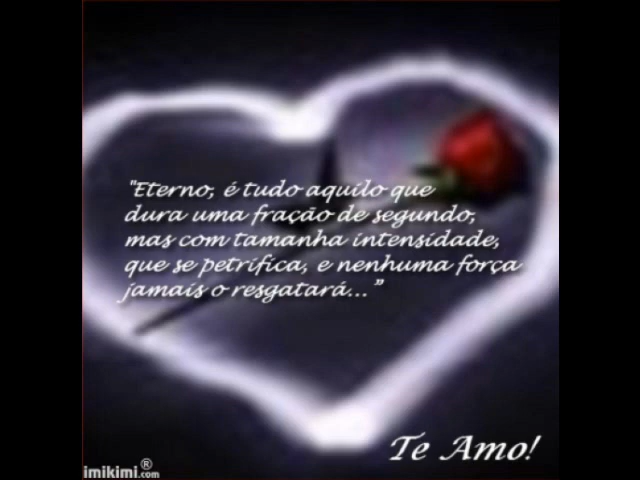 "Eterno, é tudo aquilo que
dura uma fração de segundo,
mas com tamanha intensidade,
que se petrifica, e nenhuma força
jamais o resgatará..."
Te Amo!
imikimi®.com